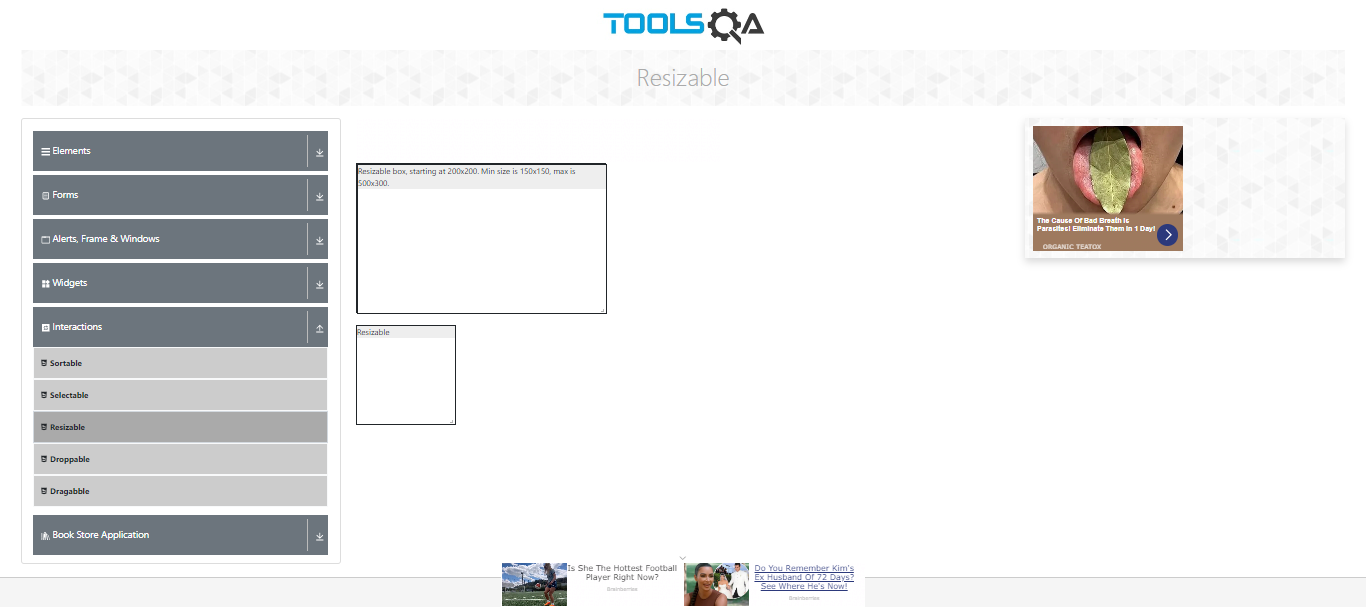 TOOLSQA
Resizable
Elements
Forms
Alerts, Frame & Windows
Widgets
Interactions
Sortable
Selectable
Resizable
Droppable
Dragabble
Book Store Application
Resizable box, starting at 200x200. Min size is 150x150, max is
500x300.
Resizable
The Cause Of Bad Breath Is
Parasites! Eliminate Them In 1 Day!
ORGANIC TEATOX
Is She The Hottest Football
Player Right Now?
Brainberries
Do You Remember Kim's
Ex Husband Of 72 Days?
See Where He's Now!
Brainberries